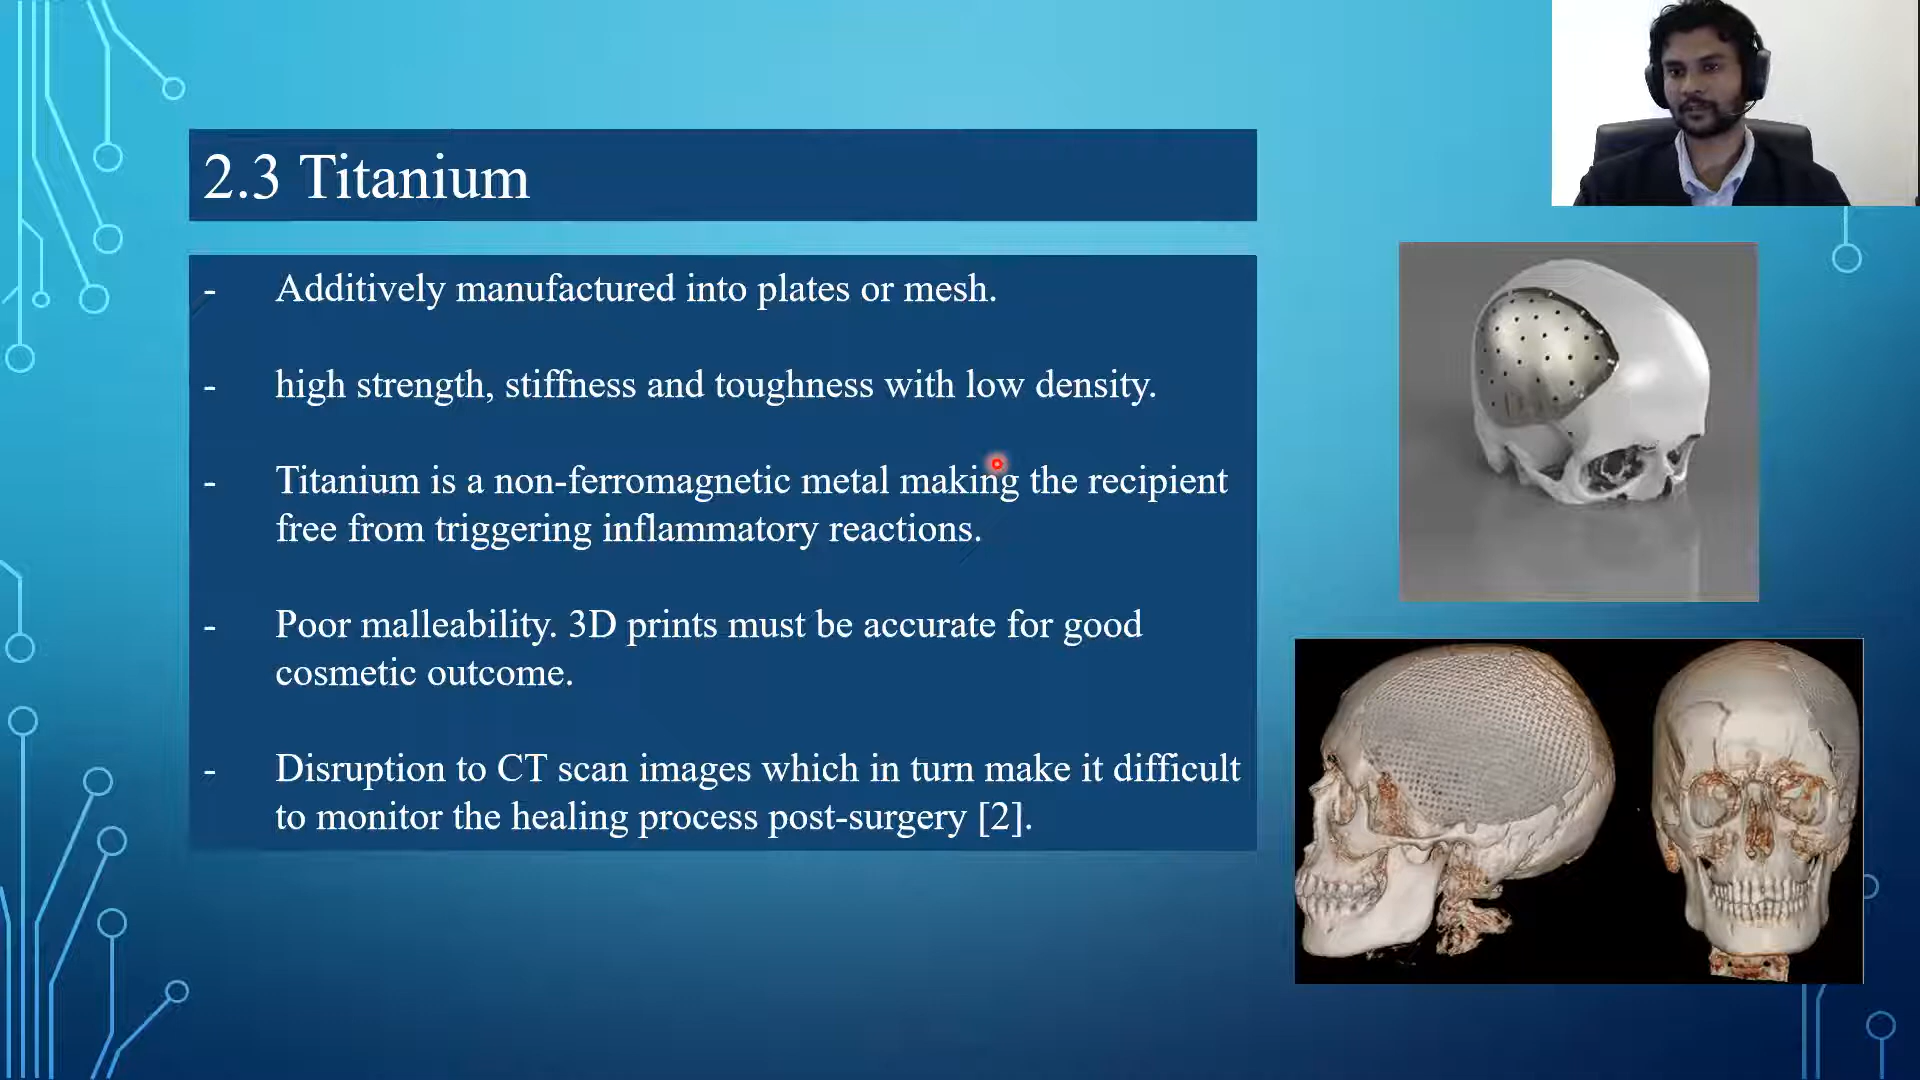 2.3 Titanium
- Additively manufactured into plates or mesh.
- high strength, stiffness and toughness with low density.
- Titanium is a non-ferromagnetic metal making the recipient
free from triggering inflammatory reactions.
- Poor malleability. 3D prints must be accurate for good
cosmetic outcome.
- Disruption to CT scan images which in turn make it difficult
to monitor the healing process post-surgery [2].